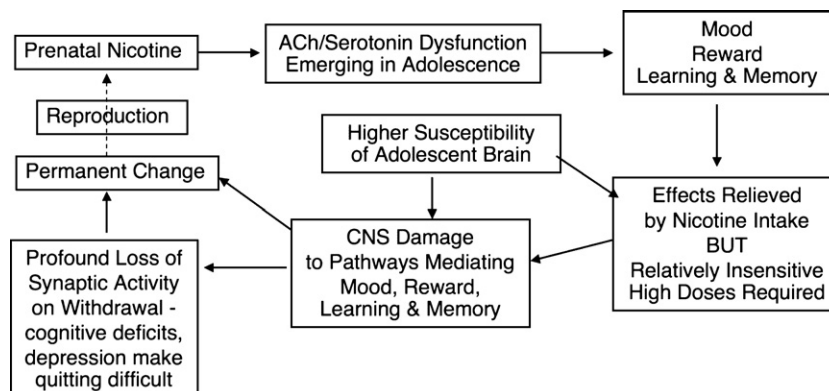 Prenatal Nicotine
ACh/Serotonin Dysfunction
Emerging in Adolescence
Mood
Reward
Learning & Memory
Reproduction
Higher Susceptibility
of Adolescent Brain
Permanent Change
Effects Relieved
by Nicotine Intake
BUT
Relatively Insensitive
High Doses Required
CNS Damage
to Pathways Mediating
Mood, Reward,
Learning & Memory
Profound Loss of
Synaptic Activity
on Withdrawal -
cognitive deficits,
depression make
quitting difficult